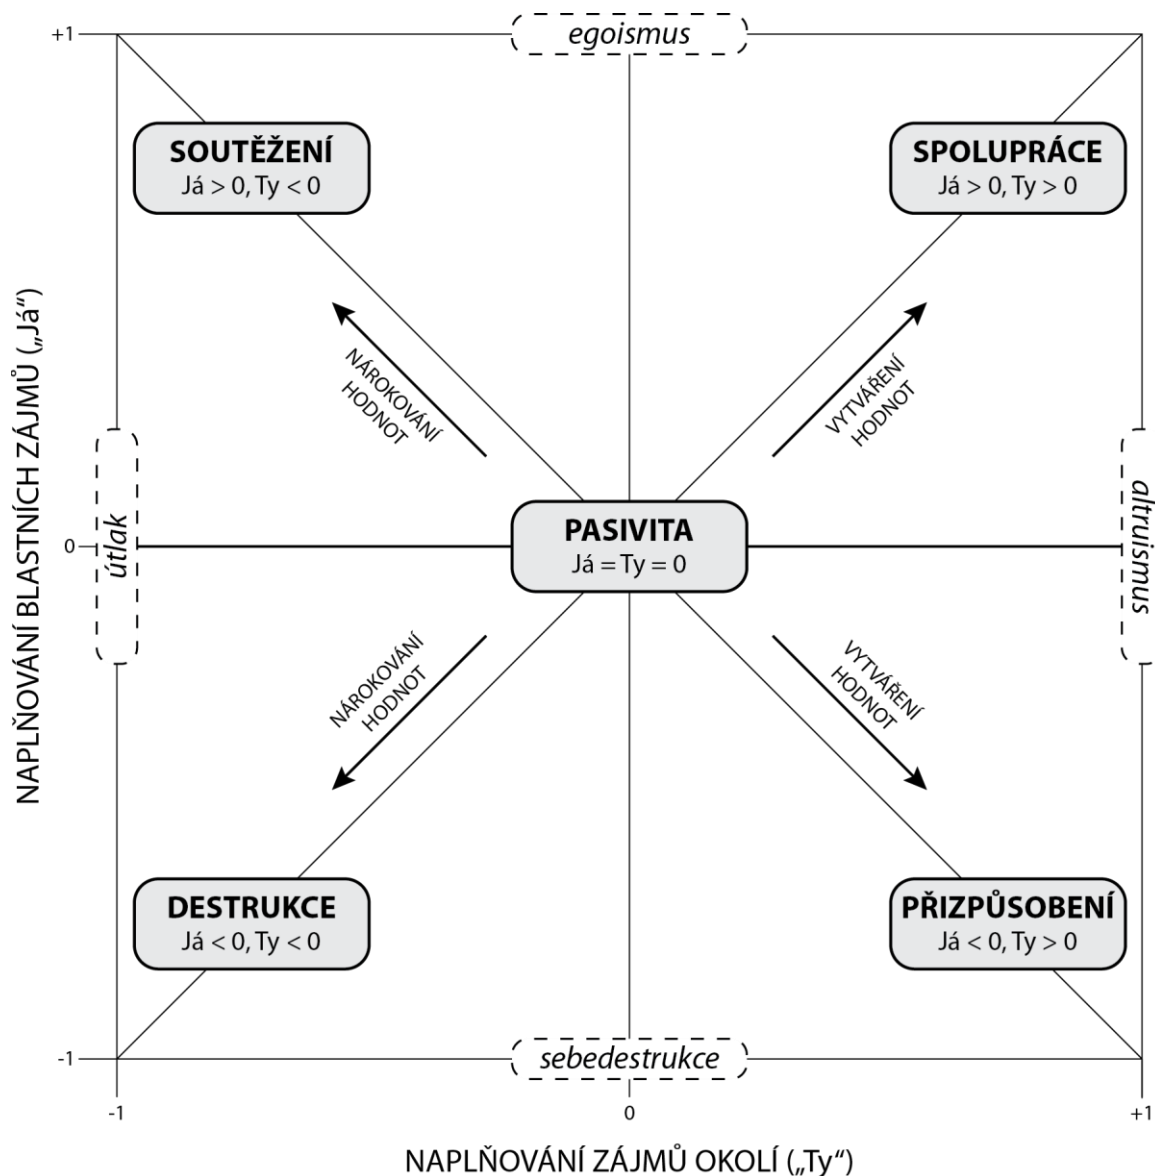 +1
egoismus
SOUTĚŽENÍ
Já > 0, Ty < 0
SPOLUPRÁCE
Já > 0, Ty > 0
NÁROKOVÁNÍ
HODNOT
VYTVÁŘENÍ
HODNOT
NAPLŇOVÁNÍ BLASTNÍCH ZÁJMŮ („Já“)
útlak
0
PASIVITA
Já = Ty = 0
altruismus
NÁROKOVÁNÍ
HODNOT
VYTVÁŘENÍ
HODNOT
DESTRUKCE
Já < 0, Ty < 0
PŘIZPŮSOBENÍ
Já < 0, Ty > 0
-1
sebedestrukce
-1
0
+1
NAPLŇOVÁNÍ ZÁJMŮ OKOLÍ („Ty“)